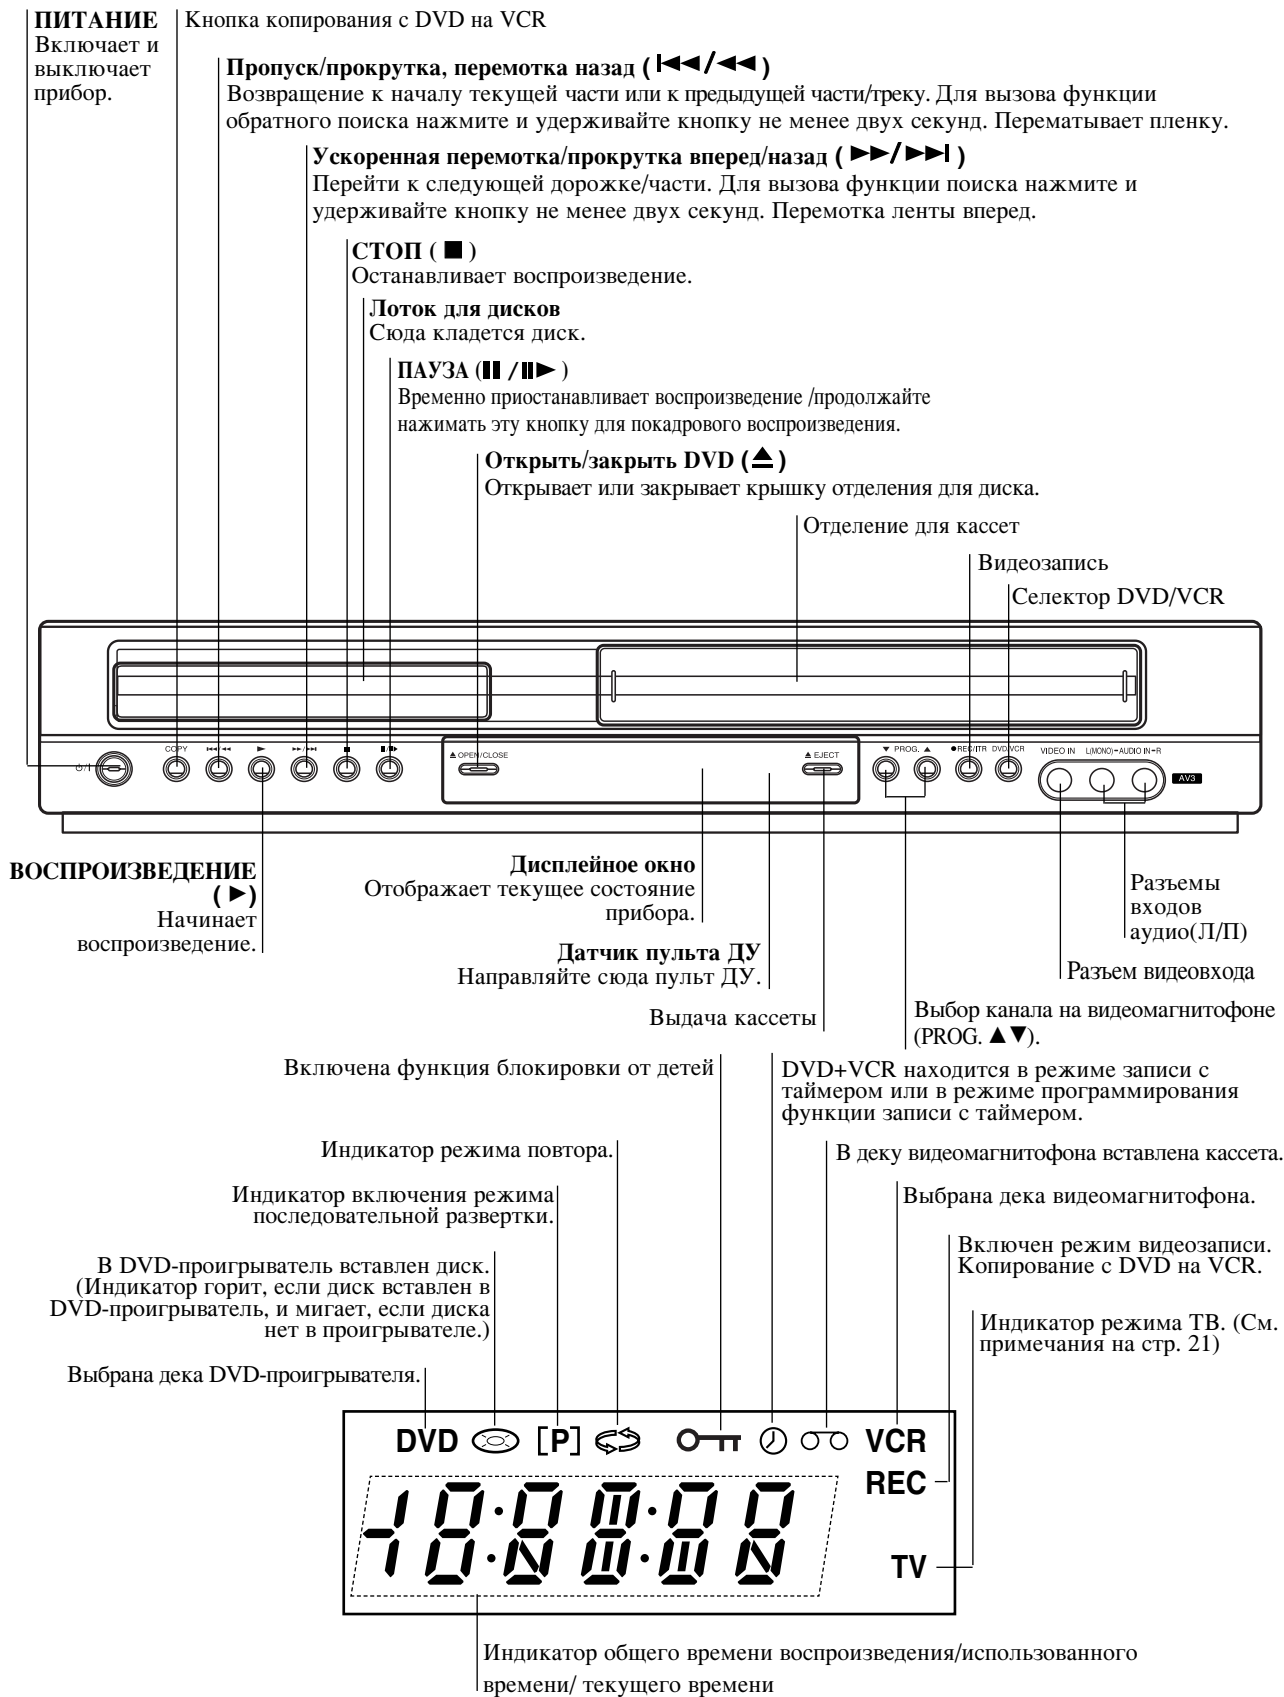 ПИТАНИЕ
Включает и
выключает
прибор.
Кнопка копирования с DVD на VCR
Пропуск/прокрутка, перемотка назад (⏮◀/◀◀)
Возвращение к началу текущей части или к предыдущей части/треку. Для вызова функции
обратного поиска нажмите и удерживайте кнопку не менее двух секунд. Перематывает пленку.
Ускоренная перемотка/прокрутка вперед/назад (▶▶/▶▶I)
Перейти к следующей дорожке/части. Для вызова функции поиска нажмите и
удерживайте кнопку не менее двух секунд. Перемотка ленты вперед.
СТОП ( ■ )
Останавливает воспроизведение.
Лоток для дисков
Сюда кладется диск.
ПАУЗА (II /II▶ )
Временно приостанавливает воспроизведение /продолжайте
нажимать эту кнопку для покадрового воспроизведения.
Открыть/закрыть DVD (⏏)
Открывает или закрывает крышку отделения для диска.
Отделение для кассет
Видеозапись
Селектор DVD/VCR
⏻/I
COPY
I◀◀/◀◀
▶
▶▶/▶▶I
■
II/II▶
⏏ OPEN/CLOSE
⏏ EJECT
▼ PROG. ▲
●REC/ITR
DVD/VCR
VIDEO IN
L(MONO)-AUDIO IN-R
AV3
ВОСПРОИЗВЕДЕНИЕ
( ▶)
Начинает
воспроизведение.
Дисплейное окно
Отображает текущее состояние
прибора.
Датчик пульта ДУ
Направляйте сюда пульт ДУ.
Выдача кассеты
Разъемы
входов
аудио(Л/П)
Разъем видеовхода
Выбор канала на видеомагнитофоне
(PROG. ▲▼).
Включена функция блокировки от детей
DVD+VCR находится в режиме записи с
таймером или в режиме программирования
функции записи с таймером.
Индикатор режима повтора.
В деку видеомагнитофона вставлена кассета.
Индикатор включения режима
последовательной развертки.
Выбрана дека видеомагнитофона.
В DVD-проигрыватель вставлен диск.
(Индикатор горит, если диск вставлен в
DVD-проигрыватель, и мигает, если диска
нет в проигрывателе.)
Включен режим видеозаписи.
Копирование с DVD на VCR.
Индикатор режима ТВ. (См.
примечания на стр. 21)
Выбрана дека DVD-проигрывателя.
DVD [P] VCR
REC
TV
Индикатор общего времени воспроизведения/использованного
времени/ текущего времени